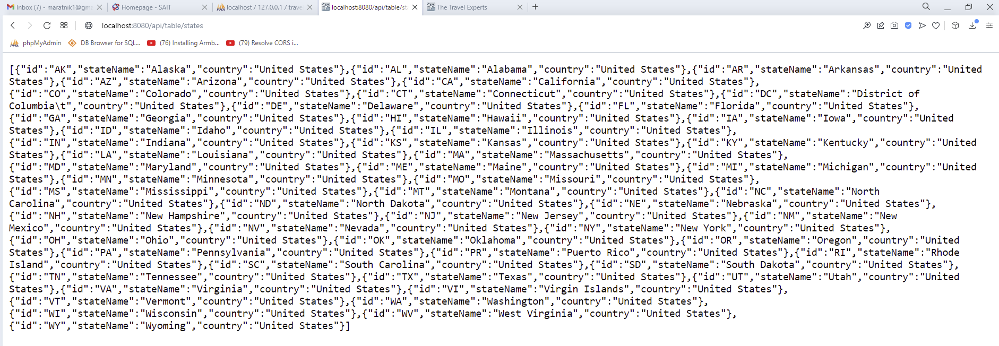 Inbox (7) - maratnik1@gma
Homepage - SAIT
localhost / 127.0.0.1 / trave
localhost:8080/api/table/st
The Travel Experts
localhost:8080/api/table/states
phpMyAdmin
DB Browser for SQL...
(76) Installing Armb...
(79) Resolve CORS i...
[{"id":"AK","stateName":"Alaska","country":"United States"},{"id":"AL","stateName":"Alabama","country":"United States"},{"id":"AR","stateName":"Arkansas","country":"United
States"},{"id":"AZ","stateName":"Arizona","country":"United States"},{"id":"CA","stateName":"California","country":"United States"},
{"id":"CO","stateName":"Colorado","country":"United States"},{"id":"CT","stateName":"Connecticut","country":"United States"},{"id":"DC","stateName":"District of
Columbia\t","country":"United States"},{"id":"DE","stateName":"Delaware","country":"United States"},{"id":"FL","stateName":"Florida","country":"United States"},
{"id":"GA","stateName":"Georgia","country":"United States"},{"id":"HI","stateName":"Hawaii","country":"United States"},{"id":"IA","stateName":"Iowa","country":"United
States"},{"id":"ID","stateName":"Idaho","country":"United States"},{"id":"IL","stateName":"Illinois","country":"United States"},
{"id":"IN","stateName":"Indiana","country":"United States"},{"id":"KS","stateName":"Kansas","country":"United States"},{"id":"KY","stateName":"Kentucky","country":"United
States"},{"id":"LA","stateName":"Louisiana","country":"United States"},{"id":"MA","stateName":"Massachusetts","country":"United States"},
{"id":"MD","stateName":"Maryland","country":"United States"},{"id":"ME","stateName":"Maine","country":"United States"},{"id":"MI","stateName":"Michigan","country":"United
States"},{"id":"MN","stateName":"Minnesota","country":"United States"},{"id":"MO","stateName":"Missouri","country":"United States"},
{"id":"MS","stateName":"Mississippi","country":"United States"},{"id":"MT","stateName":"Montana","country":"United States"},{"id":"NC","stateName":"North
Carolina","country":"United States"},{"id":"ND","stateName":"North Dakota","country":"United States"},{"id":"NE","stateName":"Nebraska","country":"United States"},
{"id":"NH","stateName":"New Hampshire","country":"United States"},{"id":"NJ","stateName":"New Jersey","country":"United States"},{"id":"NM","stateName":"New
Mexico","country":"United States"},{"id":"NV","stateName":"Nevada","country":"United States"},{"id":"NY","stateName":"New York","country":"United States"},
{"id":"OH","stateName":"Ohio","country":"United States"},{"id":"OK","stateName":"Oklahoma","country":"United States"},{"id":"OR","stateName":"Oregon","country":"United
States"},{"id":"PA","stateName":"Pennsylvania","country":"United States"},{"id":"PR","stateName":"Puerto Rico","country":"United States"},{"id":"RI","stateName":"Rhode
Island","country":"United States"},{"id":"SC","stateName":"South Carolina","country":"United States"},{"id":"SD","stateName":"South Dakota","country":"United States"},
{"id":"TN","stateName":"Tennessee","country":"United States"},{"id":"TX","stateName":"Texas","country":"United States"},{"id":"UT","stateName":"Utah","country":"United
States"},{"id":"VA","stateName":"Virginia","country":"United States"},{"id":"VI","stateName":"Virgin Islands","country":"United States"},
{"id":"VT","stateName":"Vermont","country":"United States"},{"id":"WA","stateName":"Washington","country":"United States"},
{"id":"WI","stateName":"Wisconsin","country":"United States"},{"id":"WV","stateName":"West Virginia","country":"United States"},
{"id":"WY","stateName":"Wyoming","country":"United States"}]